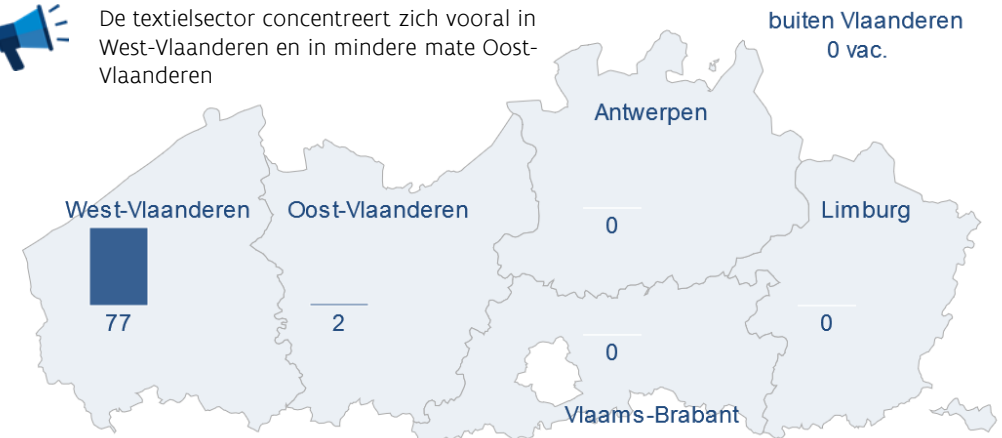 De textielsector concentreert zich vooral in
West-Vlaanderen en in mindere mate Oost-
Vlaanderen
buiten Vlaanderen
0 vac.
Antwerpen
0
West-Vlaanderen
77
Oost-Vlaanderen
2
Limburg
0
0
Vlaams-Brabant